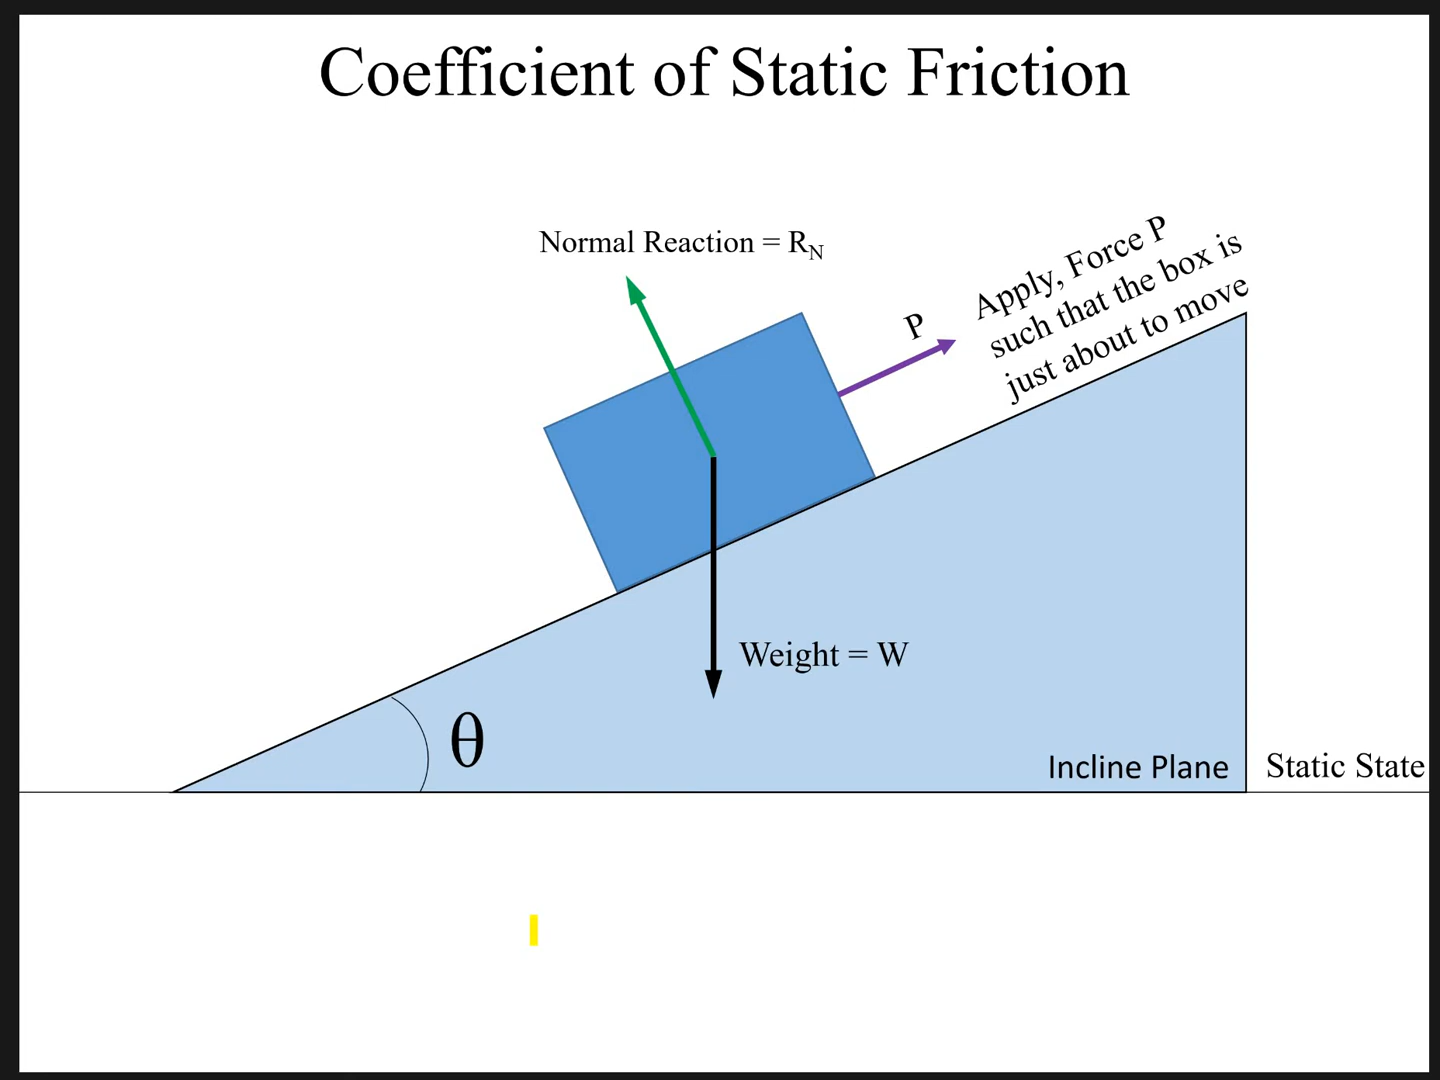 Coefficient of Static Friction
Normal Reaction = R_N
P
Apply, Force P
such that the box is
just about to move
Weight = W
θ
Incline Plane
Static State